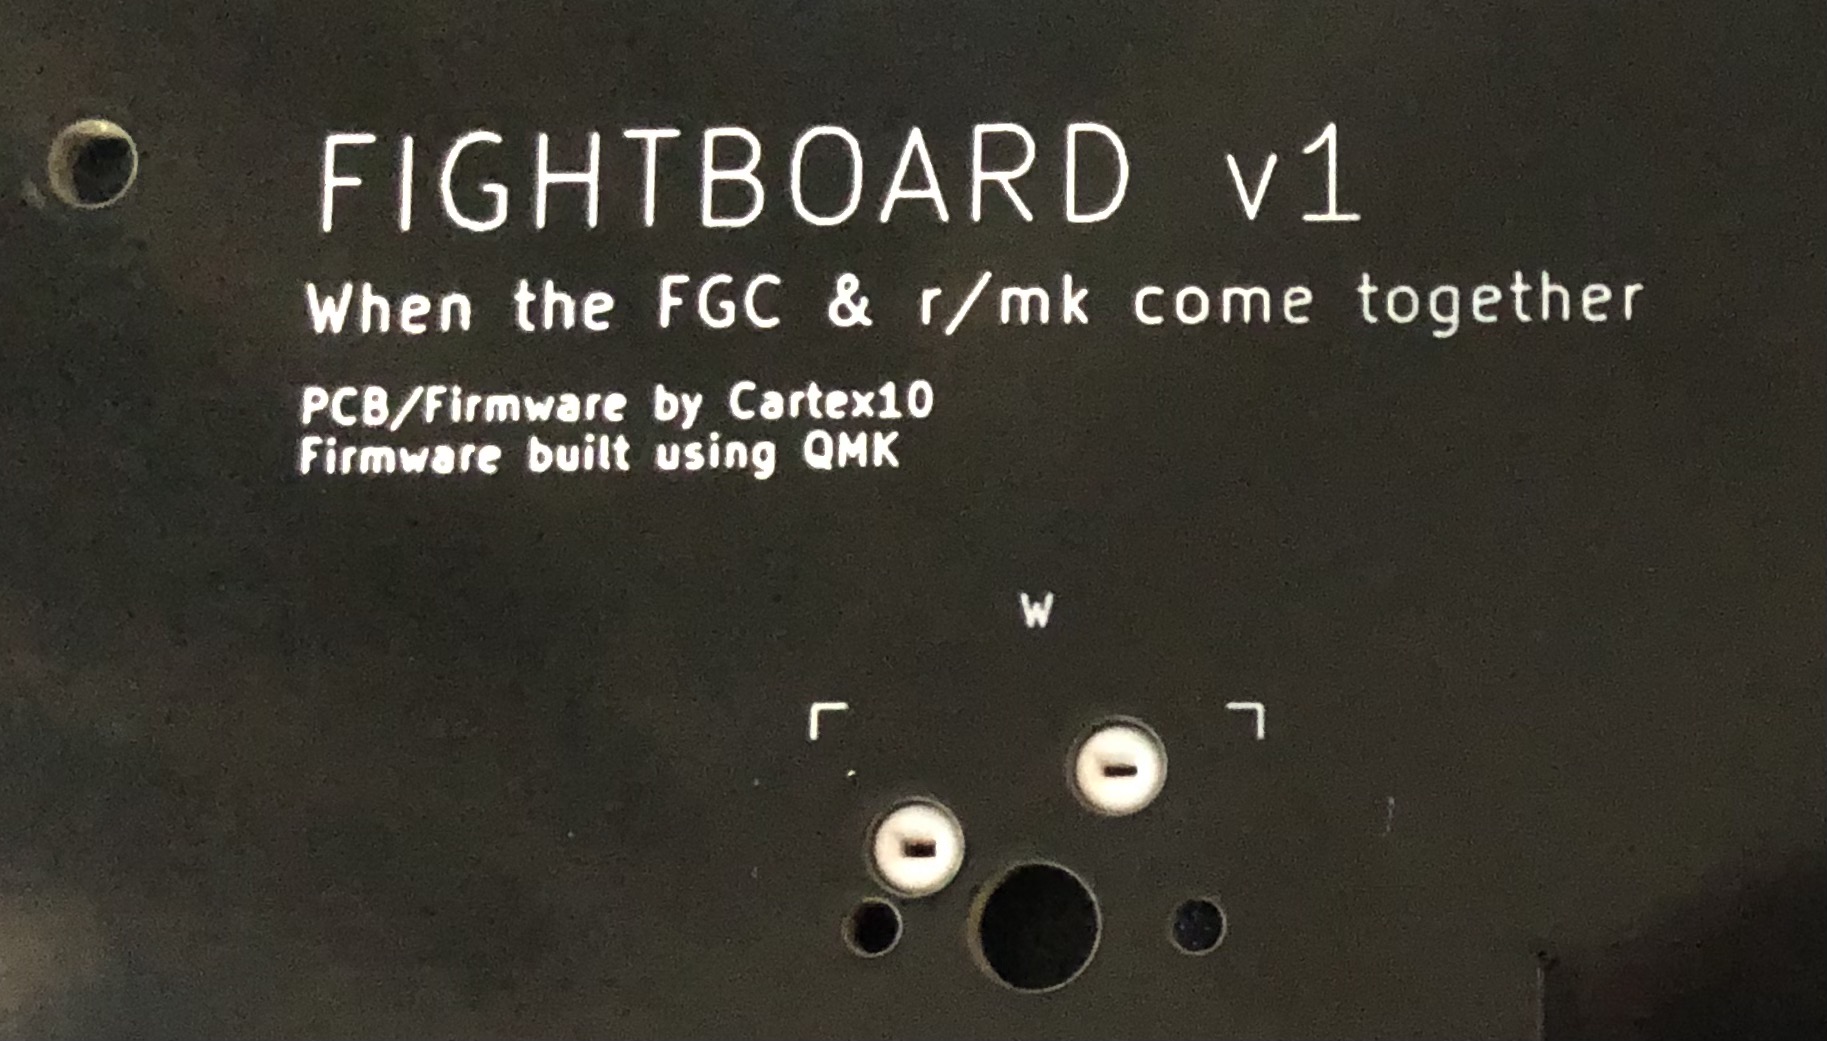 FIGHTBOARD v1
When the FGC & r/mk come together
PCB/Firmware by Cartex10
Firmware built using QMK
W